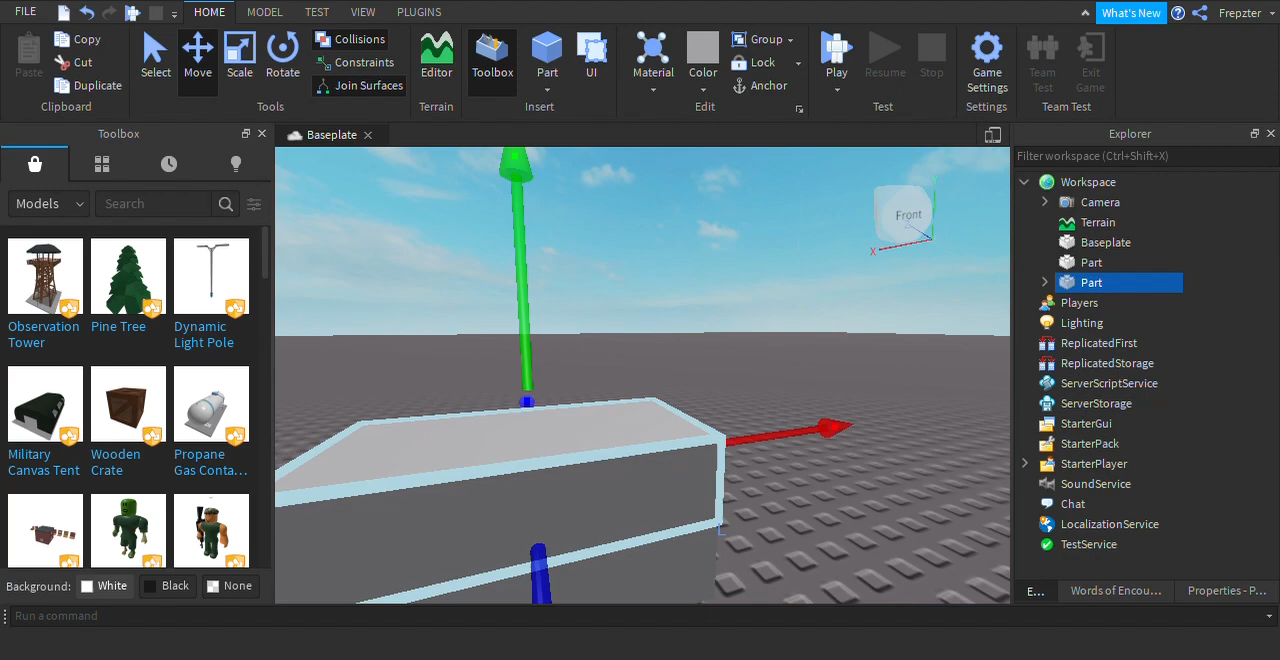 FILE HOME MODEL TEST VIEW PLUGINS What's New Frepzter
Copy Collisions Group
Paste Cut Select Move Scale Rotate Constraints Editor Toolbox Part UI Material Color Lock Play Resume Stop Game Settings Team Test Exit Game
Duplicate Join Surfaces Anchor
Clipboard Tools Terrain Insert Edit Test Settings Team Test
Toolbox
Baseplate
Explorer
Models
Search
Observation Tower
Pine Tree
Dynamic Light Pole
Military Canvas Tent
Wooden Crate
Propane Gas Conta...
Background: White Black None
Front
X
Filter workspace (Ctrl+Shift+X)
Workspace
Camera
Terrain
Baseplate
Part
Part
Players
Lighting
ReplicatedFirst
ReplicatedStorage
ServerScriptService
ServerStorage
StarterGui
StarterPack
StarterPlayer
SoundService
Chat
LocalizationService
TestService
E... Words of Encou... Properties - P...
Run a command